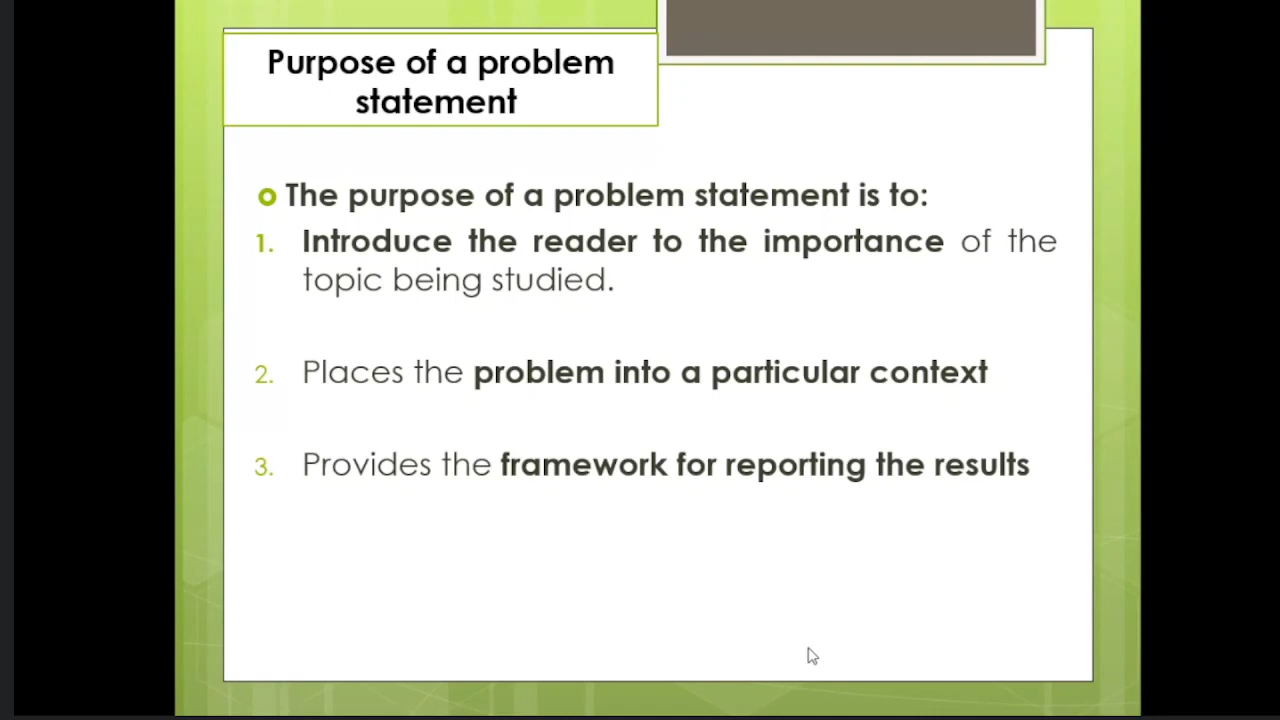 Purpose of a problem
statement
The purpose of a problem statement is to:
1. Introduce the reader to the importance of the
topic being studied.
2. Places the problem into a particular context
3. Provides the framework for reporting the results